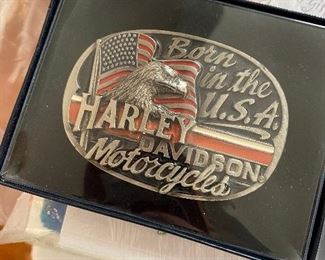 Born
in the
U.S.A.
HARLEY
DAVIDSON
Motorcycles